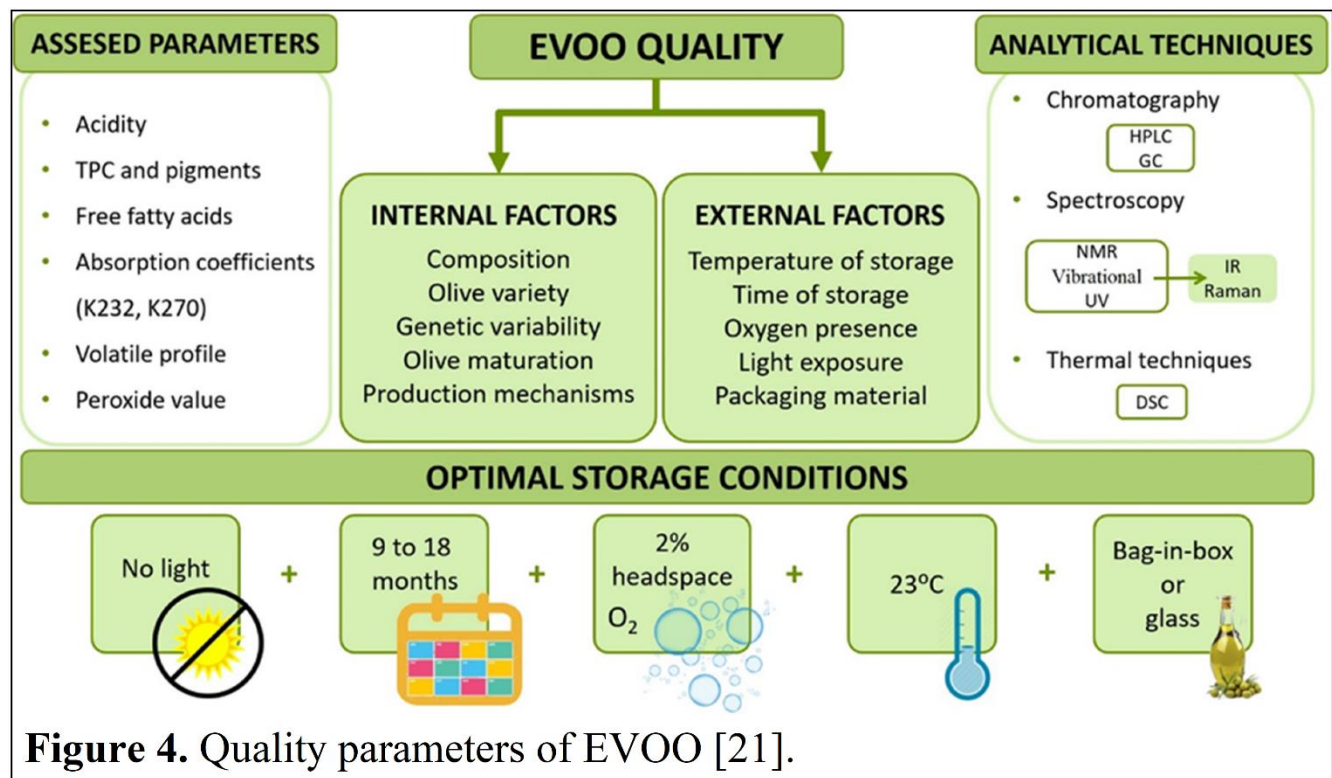 ASSESED PARAMETERS
• Acidity
• TPC and pigments
• Free fatty acids
• Absorption coefficients
(K232, K270)
• Volatile profile
• Peroxide value
EVOO QUALITY
INTERNAL FACTORS
Composition
Olive variety
Genetic variability
Olive maturation
Production mechanisms
EXTERNAL FACTORS
Temperature of storage
Time of storage
Oxygen presence
Light exposure
Packaging material
ANALYTICAL TECHNIQUES
• Chromatography
HPLC
GC
• Spectroscopy
NMR
Vibrational
UV
IR
Raman
• Thermal techniques
DSC
OPTIMAL STORAGE CONDITIONS
No light
+
9 to 18
months
+
2%
headspace
O₂
+
23°C
+
Bag-in-box
or
glass
Figure 4. Quality parameters of EVOO [21].